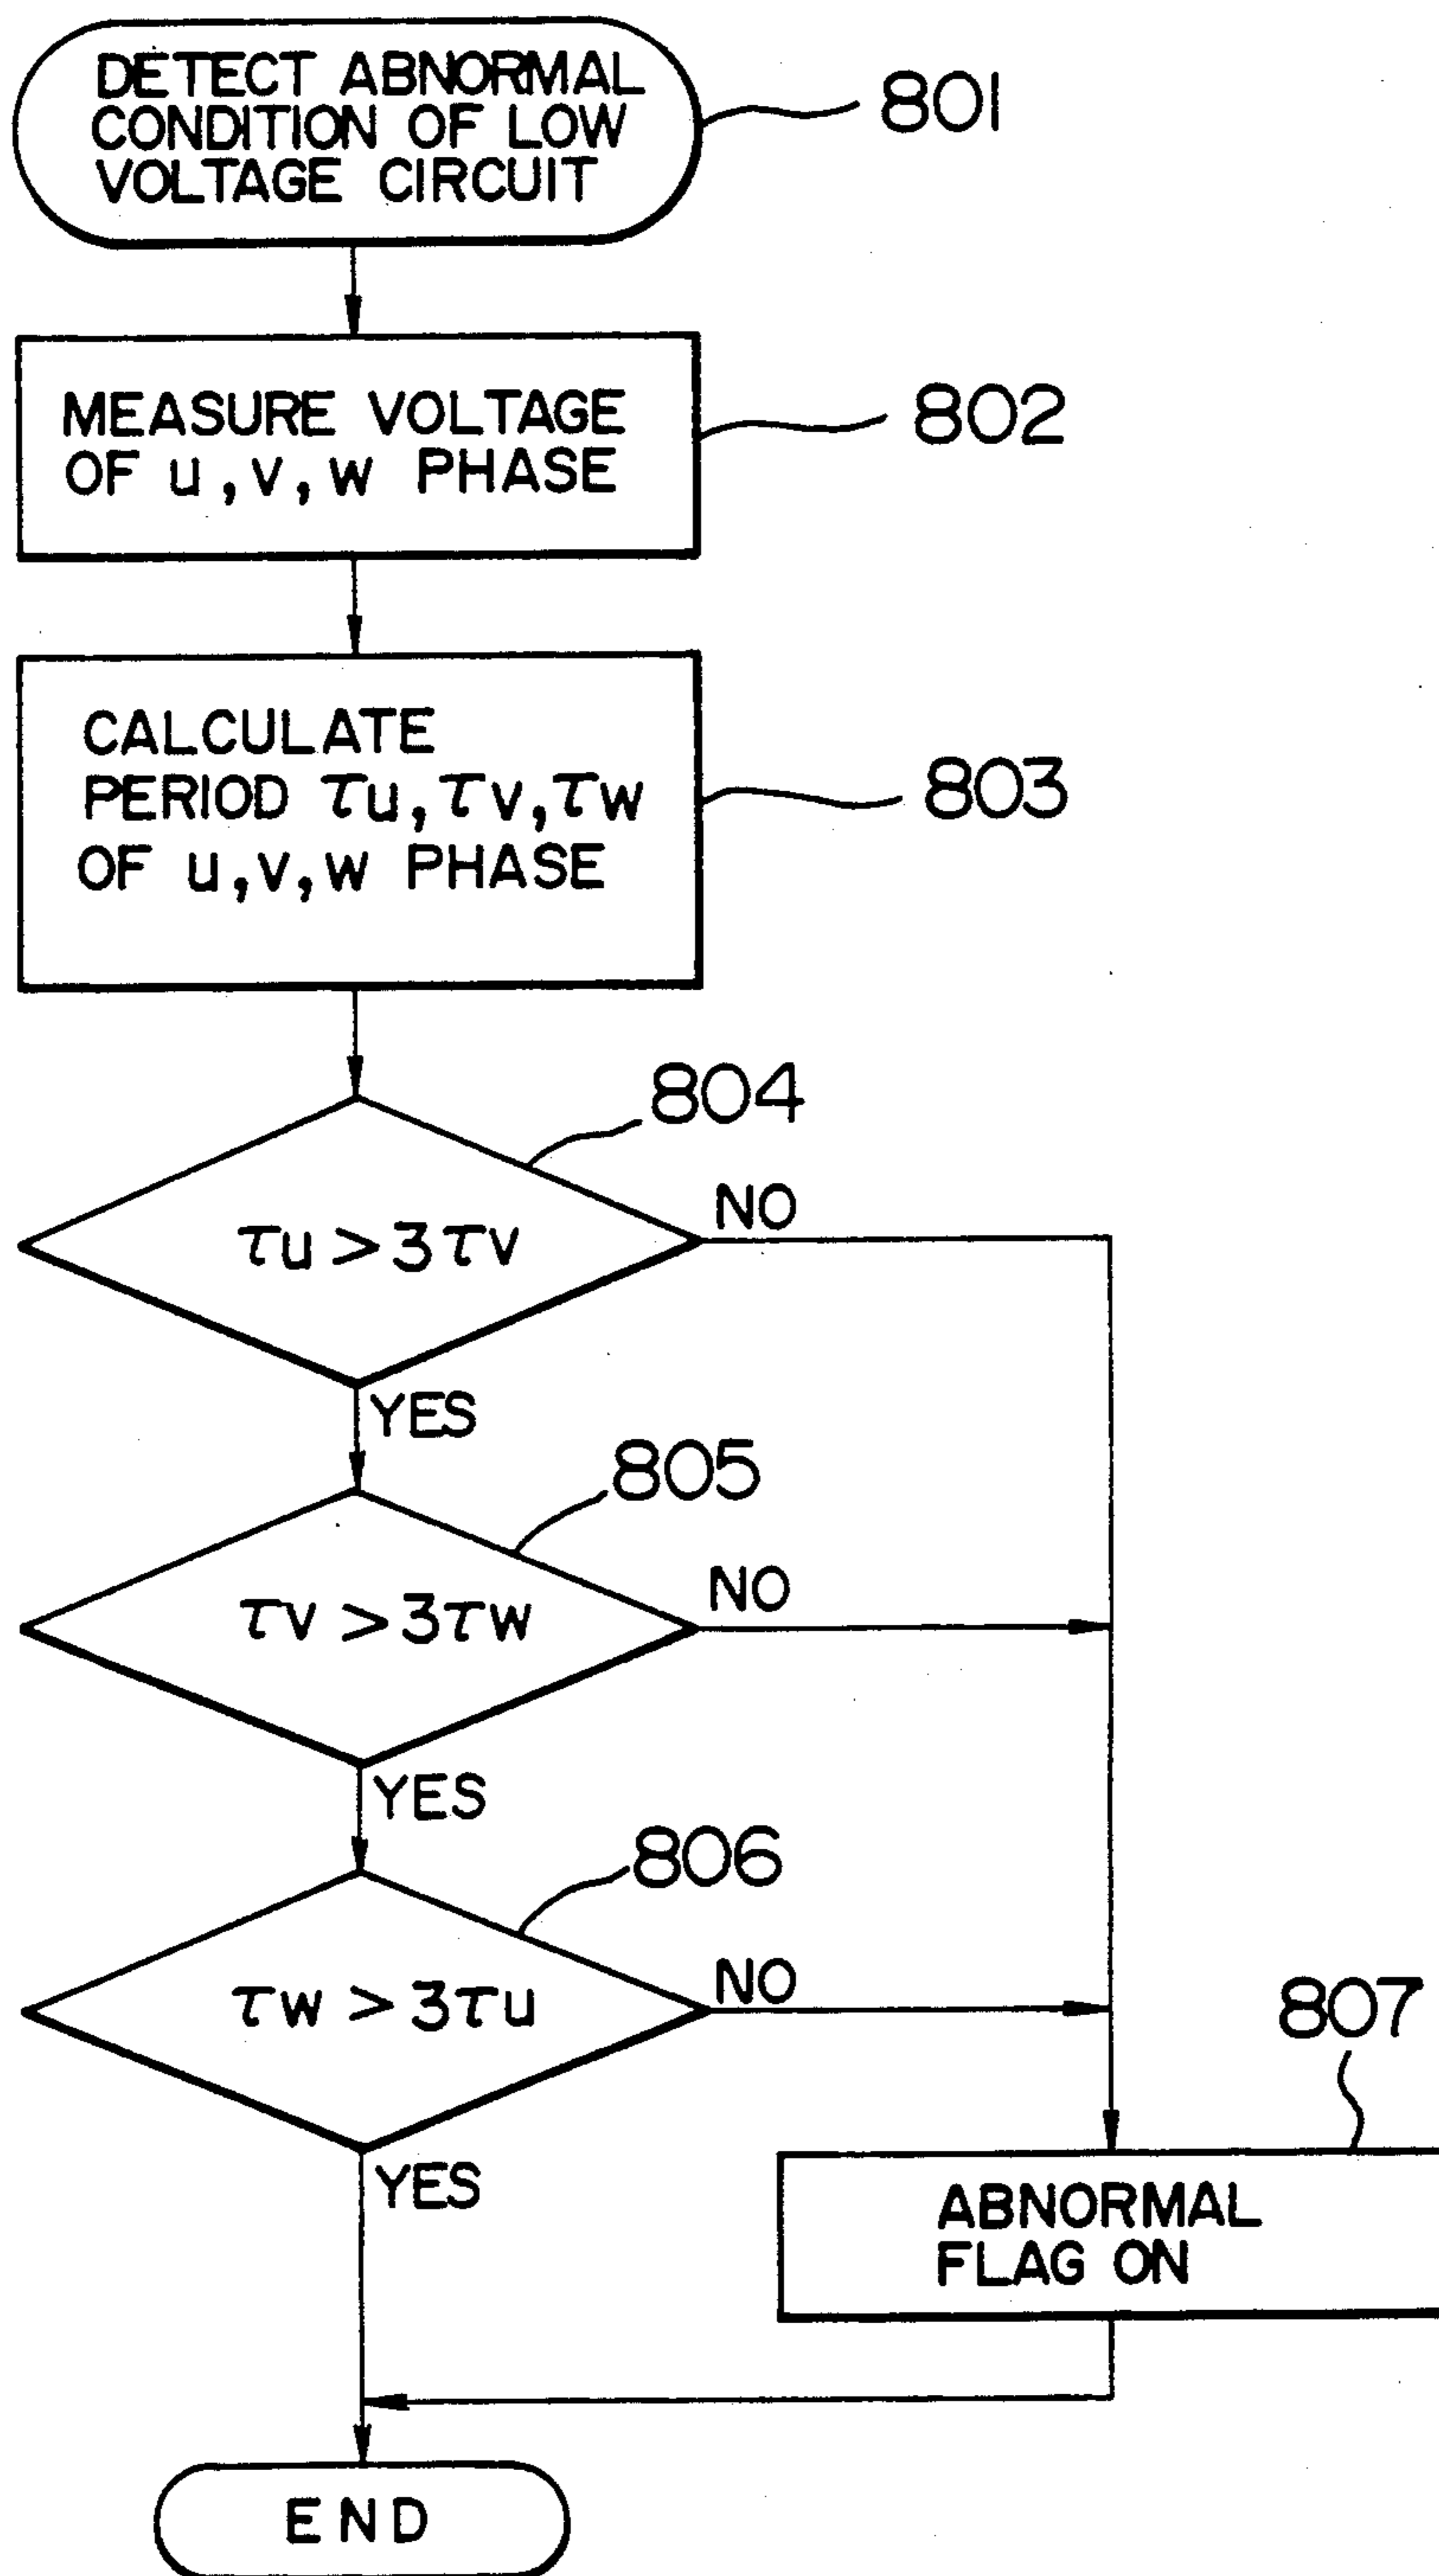 DETECT ABNORMAL
CONDITION OF LOW
VOLTAGE CIRCUIT
801
MEASURE VOLTAGE
OF u, v, w PHASE
802
CALCULATE
PERIOD τu, τv, τw
OF u, v, w PHASE
803
804
τu > 3τv
NO
YES
805
τv > 3τw
NO
YES
806
τw > 3τu
NO
YES
807
ABNORMAL
FLAG ON
END